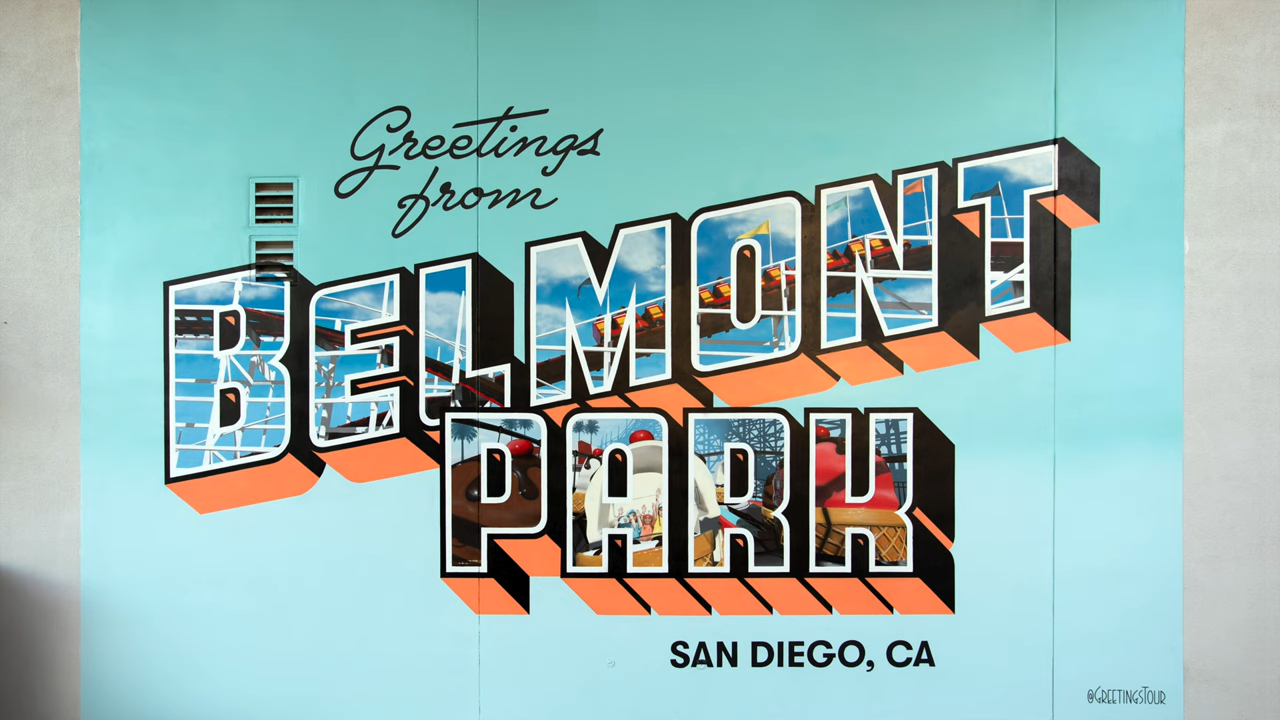 Greetings
from
BELMONT
PARK
SAN DIEGO, CA
@GREETINGSTOUR